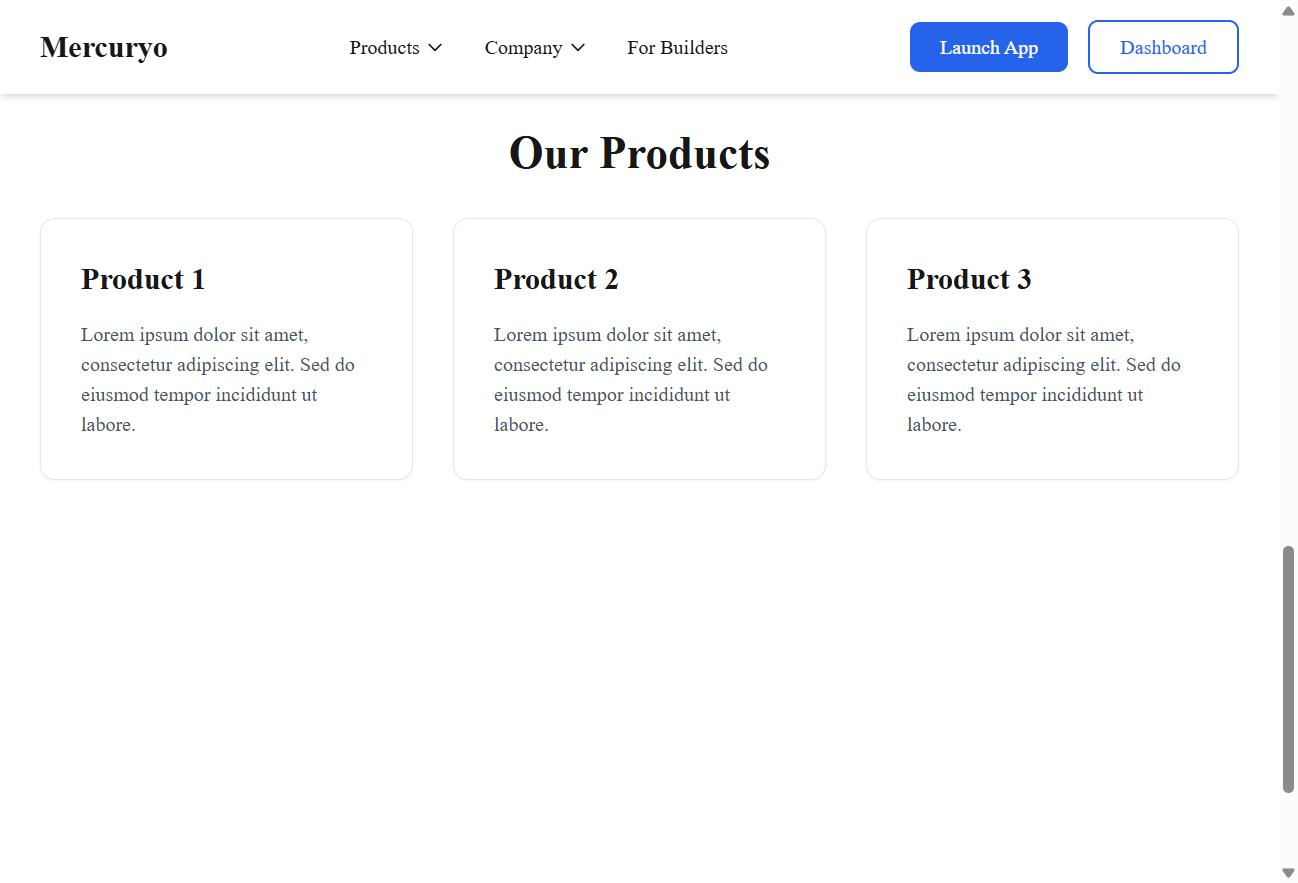 Mercuryo
Products
Company
For Builders
Launch App
Dashboard
Our Products
Product 1
Lorem ipsum dolor sit amet,
consectetur adipiscing elit. Sed do
eiusmod tempor incididunt ut
labore.
Product 2
Lorem ipsum dolor sit amet,
consectetur adipiscing elit. Sed do
eiusmod tempor incididunt ut
labore.
Product 3
Lorem ipsum dolor sit amet,
consectetur adipiscing elit. Sed do
eiusmod tempor incididunt ut
labore.